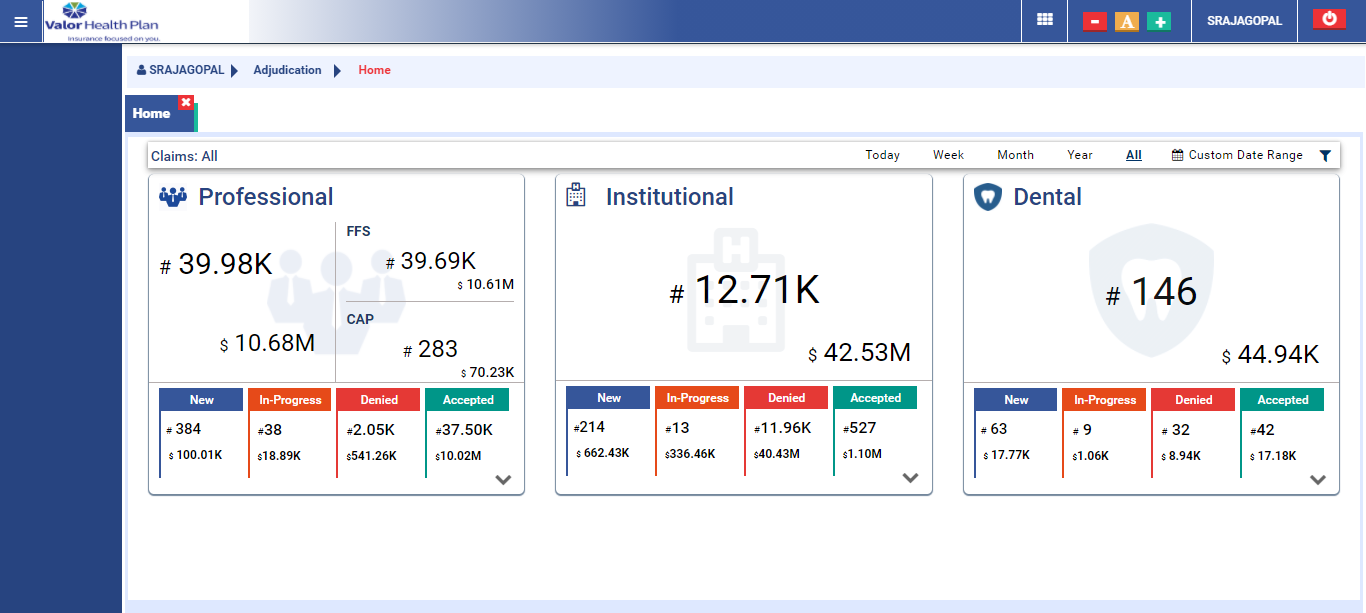 Valor Health Plan
Insurance focused on you.
A
SRAJAGOPAL
SRAJAGOPAL Adjudication Home
Home
Claims: All
Today Week Month Year All Custom Date Range
Professional
# 39.98K
$ 10.68M
FFS
# 39.69K
$ 10.61M
CAP
# 283
$ 70.23K
New In-Progress Denied Accepted
# 384 #38 #2.05K #37.50K
$ 100.01K $18.89K $541.26K $10.02M
Institutional
# 12.71K
$ 42.53M
New In-Progress Denied Accepted
#214 #13 #11.96K #527
$ 662.43K $336.46K $40.43M $1.10M
Dental
# 146
$ 44.94K
New In-Progress Denied Accepted
# 63 # 9 # 32 #42
$ 17.77K $1.06K $ 8.94K $ 17.18K